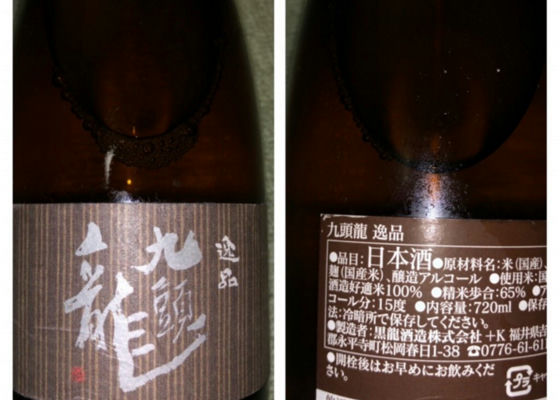 逸品
九頭龍
九頭龍 逸品
●品目:日本酒●原材料名:米(国産)、
麹(国産米)、醸造アルコール ●使用米:国
酒造好適米100% ●精米歩合:65% ●ア
コール分:15度 ●内容量:720ml ●保存
法:冷暗所で保存してください。
●製造者:黒龍酒造株式会社 +K 福井県吉
郡永平寺町松岡春日1-38 ☎0776-61-61
●開栓後はお早めにお飲みくだ
さい。
プラ キャ